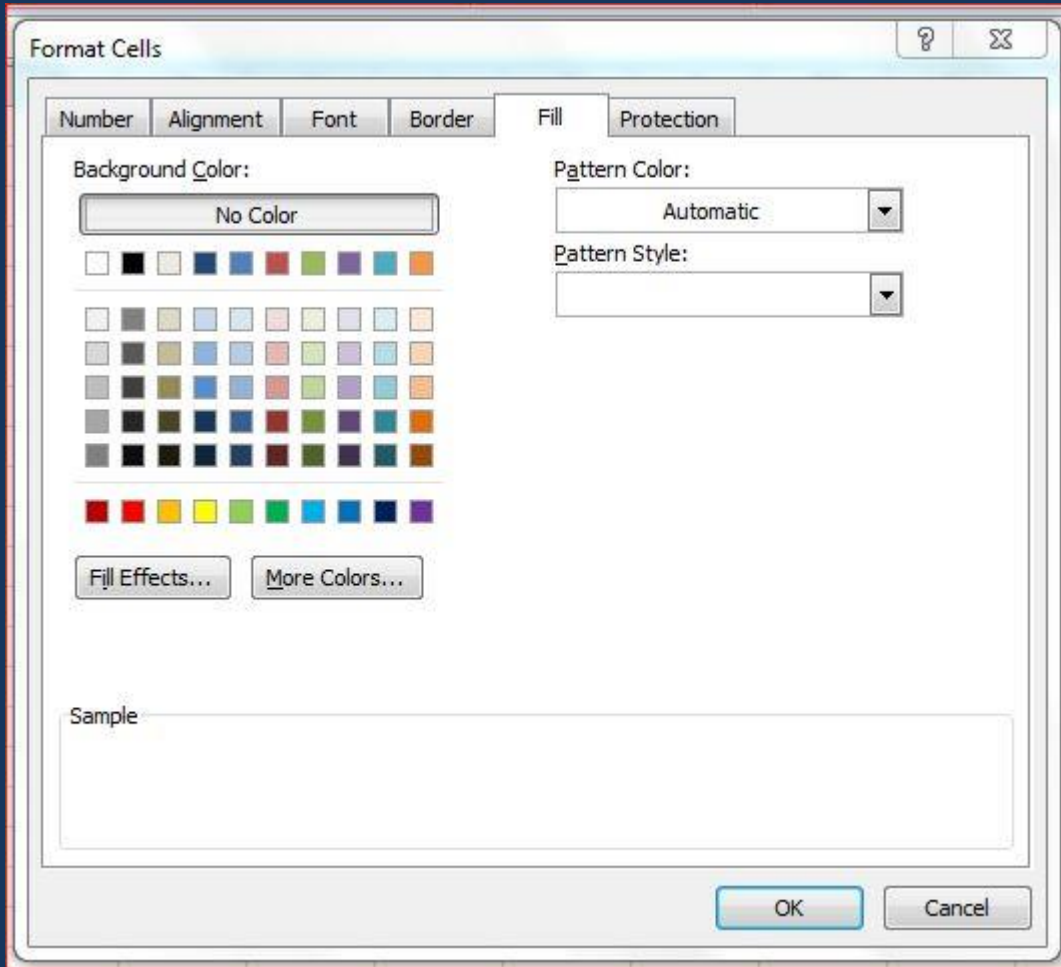 Format Cells
Number Alignment Font Border Fill Protection
Background Color:
No Color
Pattern Color:
Automatic
Pattern Style:
Fill Effects... More Colors...
Sample
OK Cancel